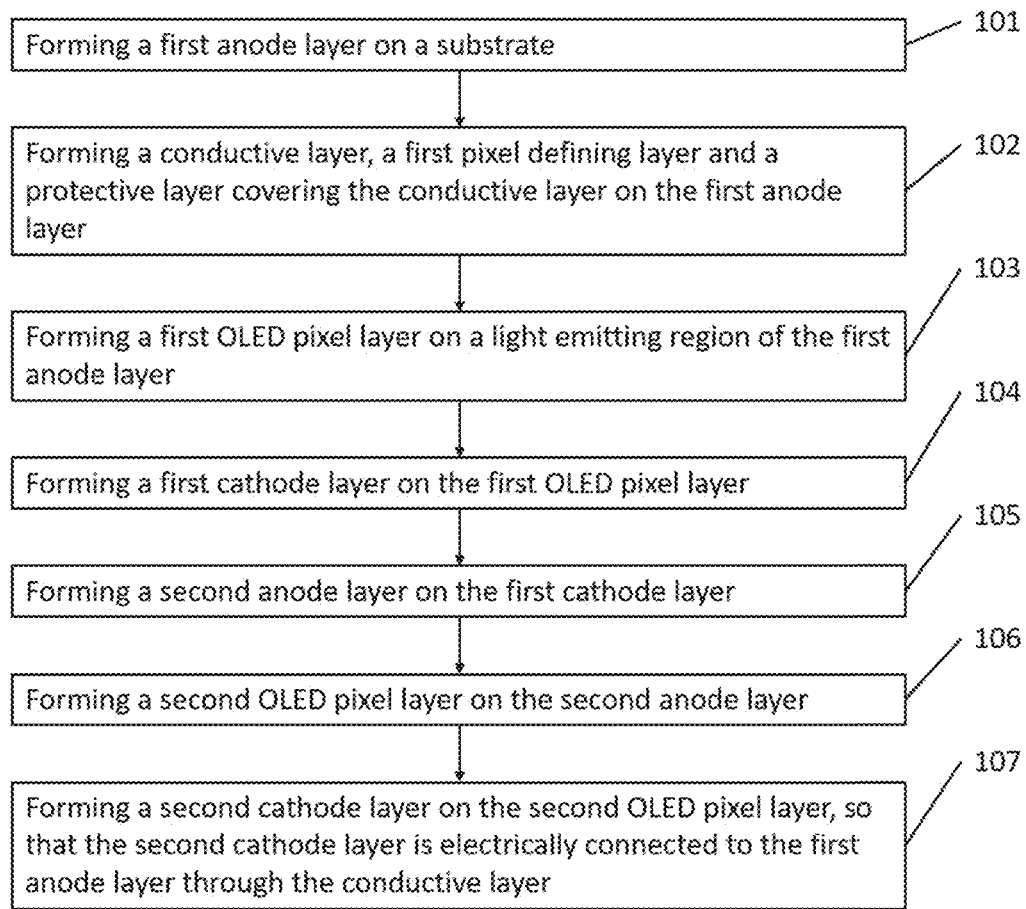 101
Forming a first anode layer on a substrate
102
Forming a conductive layer, a first pixel defining layer and a
protective layer covering the conductive layer on the first anode
layer
103
Forming a first OLED pixel layer on a light emitting region of the first
anode layer
104
Forming a first cathode layer on the first OLED pixel layer
105
Forming a second anode layer on the first cathode layer
106
Forming a second OLED pixel layer on the second anode layer
107
Forming a second cathode layer on the second OLED pixel layer, so
that the second cathode layer is electrically connected to the first
anode layer through the conductive layer